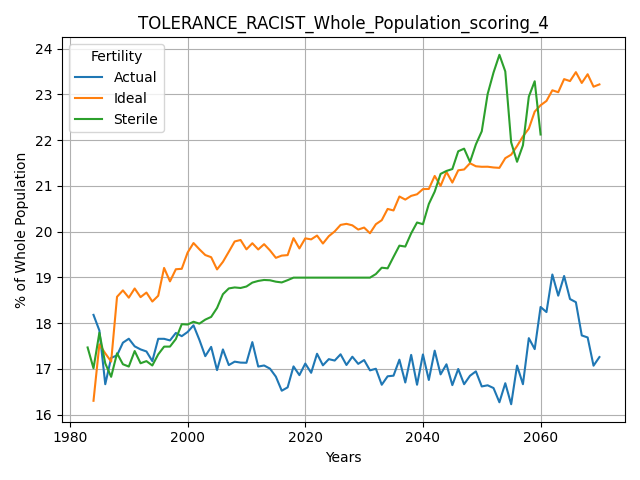 TOLERANCE_RACIST_Whole_Population_scoring_4
Fertility
Actual
Ideal
Sterile
% of Whole Population
24
23
22
21
20
19
18
17
16
1980
2000
2020
2040
2060
Years